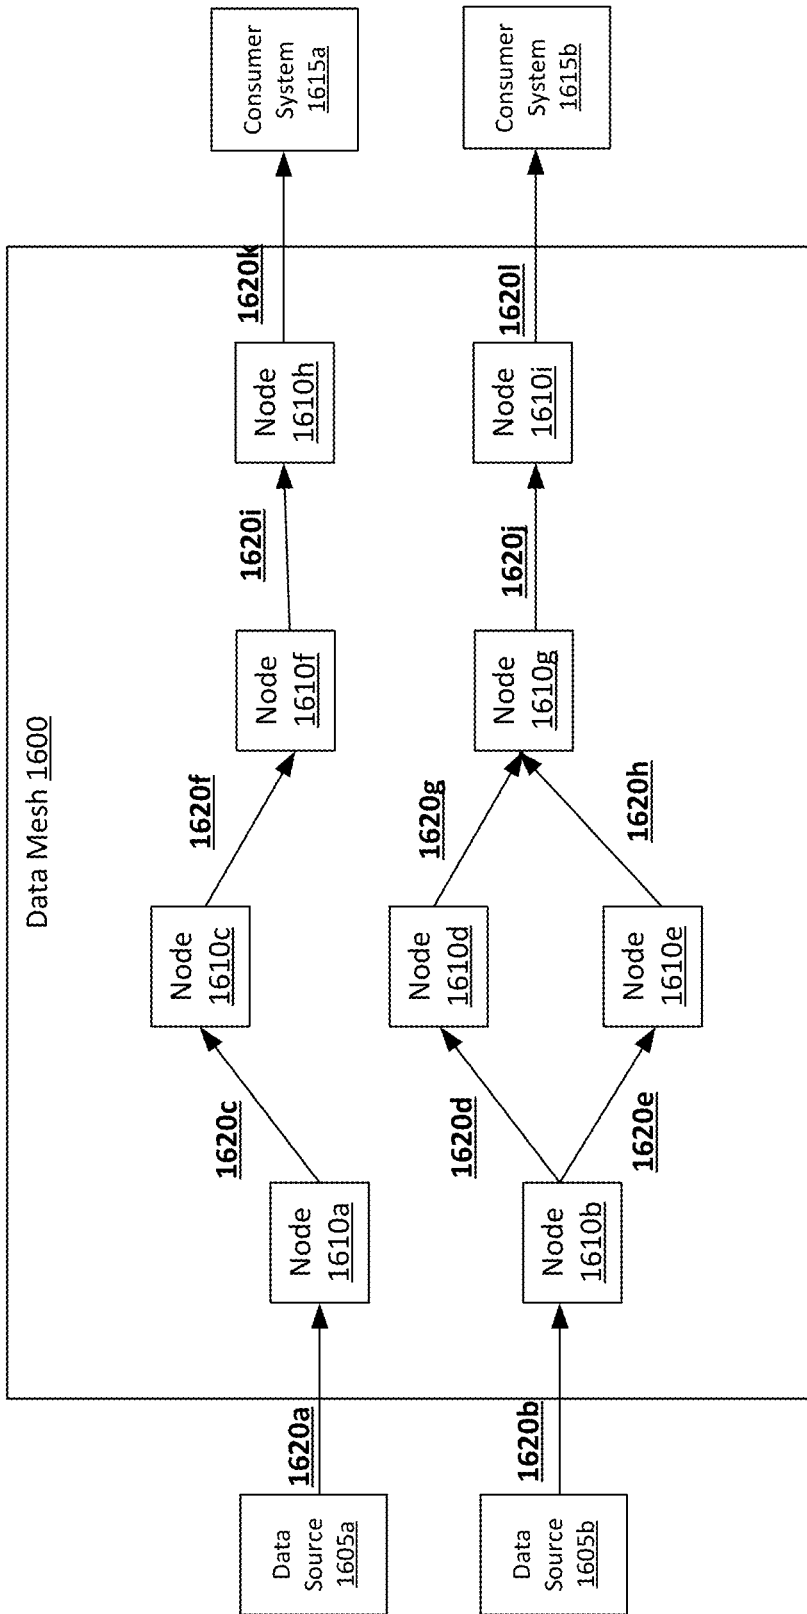 Data Mesh 1600
Data
Source
1605a
1620a
Node
1610a
1620c
Node
1610c
1620f
Node
1610f
1620i
Node
1610h
1620k
Consumer
System
1615a
Data
Source
1605b
1620b
Node
1610b
1620d
1620e
Node
1610d
Node
1610e
1620g
1620h
Node
1610g
1620j
Node
1610i
1620l
Consumer
System
1615b